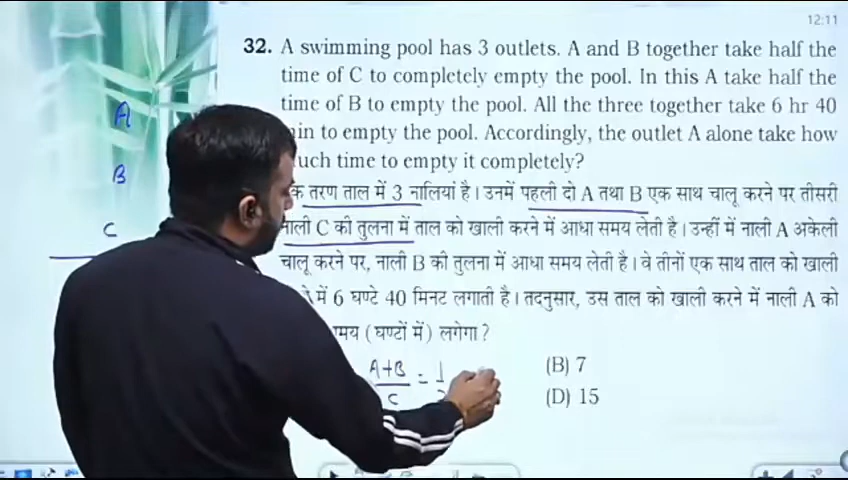 12:11
32. A swimming pool has 3 outlets. A and B together take half the
time of C to completely empty the pool. In this A take half the
A
time of B to empty the pool. All the three together take 6 hr 40
in to empty the pool. Accordingly, the outlet A alone take how
uch time to empty it completely?
B
क तरण ताल में 3 नालियां है। उनमें पहली दो A तथा B एक साथ चालू करने पर तीसरी
C
नाली C की तुलना में ताल को खाली करने में आधा समय लेती है। उन्हीं में नाली A अकेली
चालू करने पर, नाली B की तुलना में आधा समय लेती है। वे तीनों एक साथ ताल को खाली
में 6 घण्टे 40 मिनट लगाती है। तदनुसार, उस ताल को खाली करने में नाली A को
मय (घण्टों में) लगेगा?
A+B = 1
C
(B) 7
(D) 15